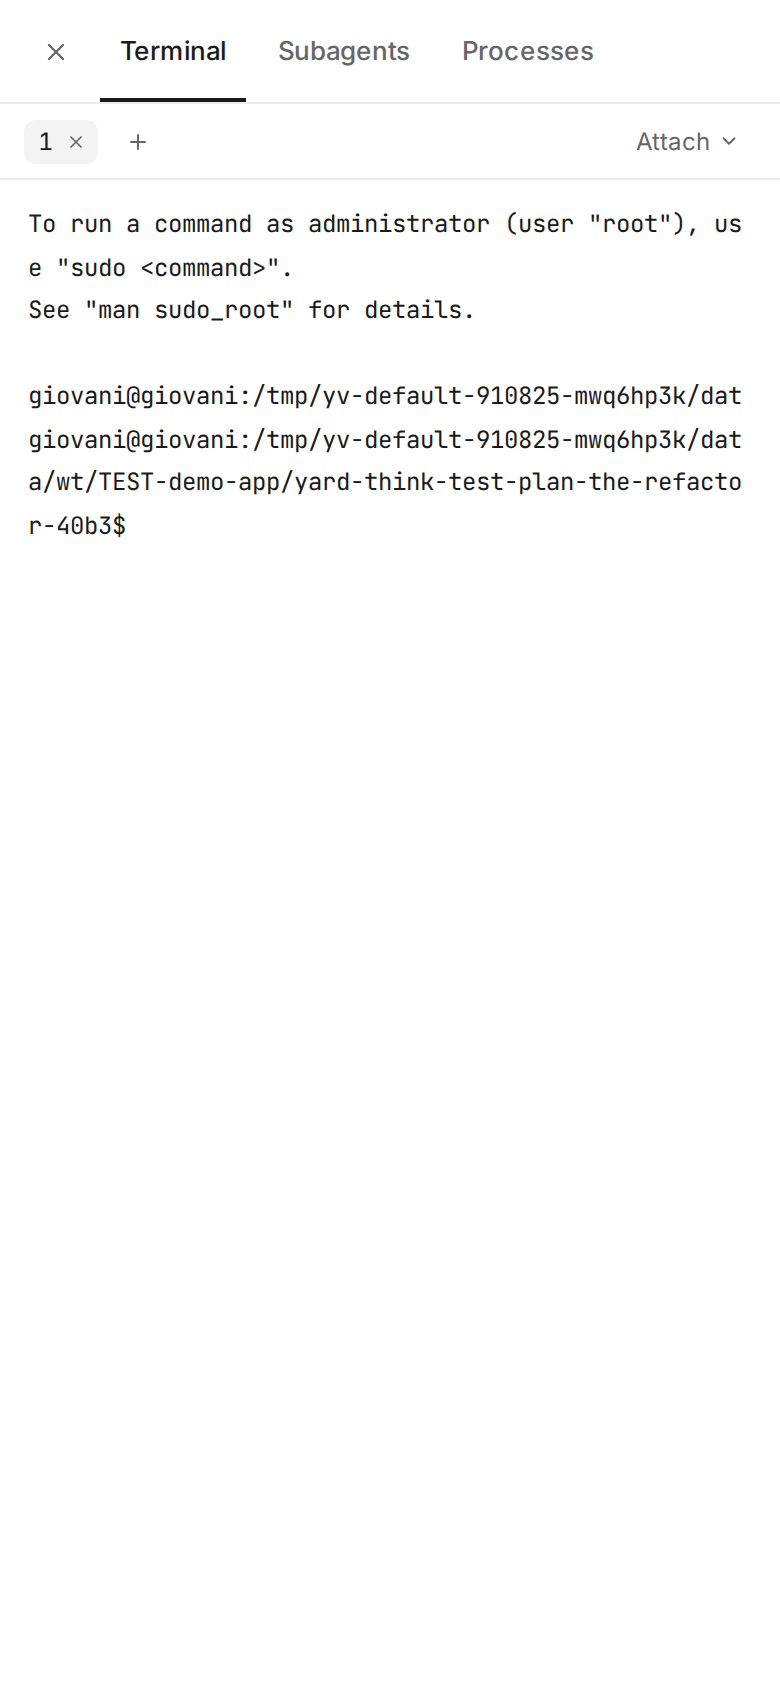 Terminal Subagents Processes
1 Attach
To run a command as administrator (user "root"), us
e "sudo <command>".
See "man sudo_root" for details.
giovani@giovani:/tmp/yv-default-910825-mwq6hp3k/dat
giovani@giovani:/tmp/yv-default-910825-mwq6hp3k/dat
a/wt/TEST-demo-app/yard-think-test-plan-the-refacto
r-40b3$